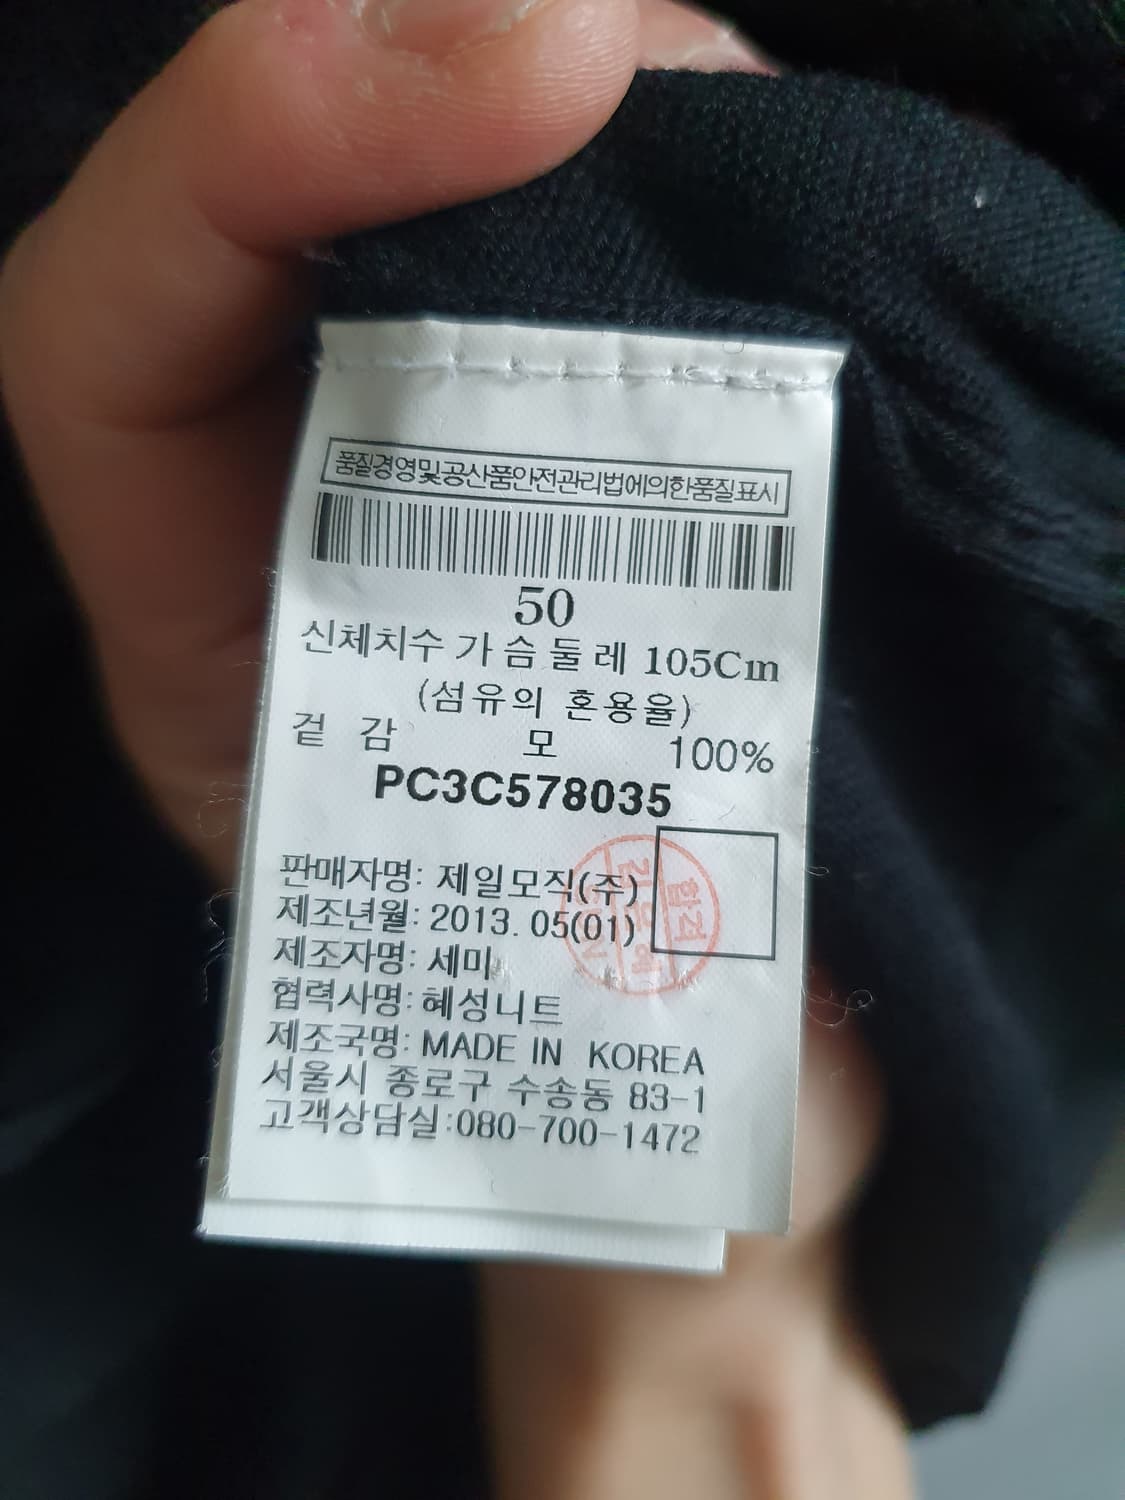 품질경영및공산품안전관리법에의한품질표시
50
신체치수 가슴둘레 105Cm
(섬유의 혼용율)
겉 감 모 100%
PC3C578035
판매자명: 제일모직(주)
제조년월: 2013. 05(01)
제조자명: 세미
협력사명: 혜성니트
제조국명: MADE IN KOREA
서울시 종로구 수송동 83-1
고객상담실:080-700-1472
합격